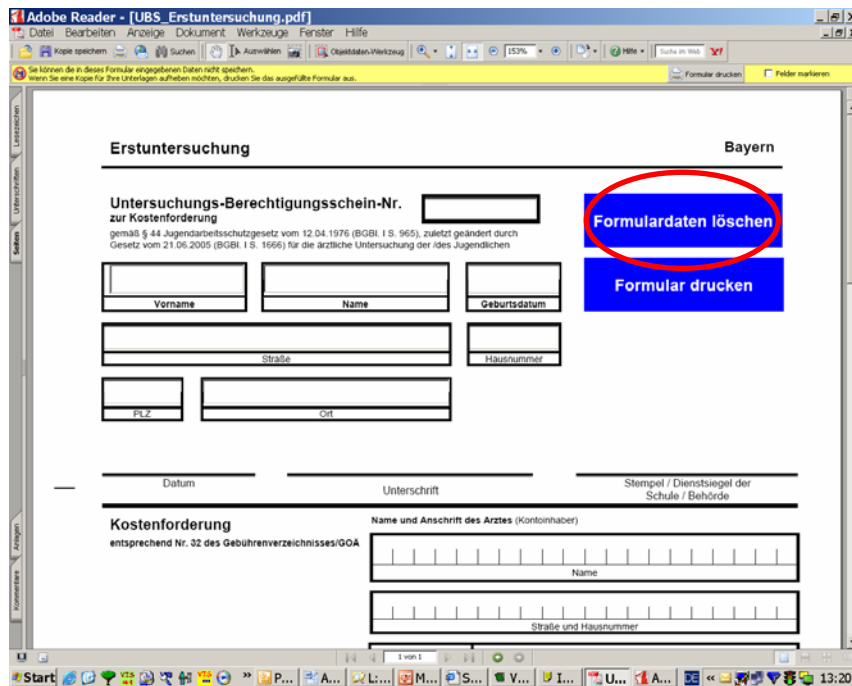 Adobe Reader - [UBS_Erstuntersuchung.pdf]
Datei Bearbeiten Anzeige Dokument Werkzeuge Fenster Hilfe
Kopie speichern Suchen Auswählen Objektdaten-Werkzeug 153% Hilfe Suche im Web
Sie können die in dieses Formular eingegebenen Daten nicht speichern.
Wenn Sie eine Kopie für Ihre Unterlagen aufheben möchten, drucken Sie das ausgefüllte Formular aus.
Formular drucken Felder markieren
Lesezeichen
Unterschriften
Seiten
Anlagen
Kommentare
Erstuntersuchung Bayern
Untersuchungs-Berechtigungsschein-Nr.
zur Kostenforderung
gemäß § 44 Jugendarbeitsschutzgesetz vom 12.04.1976 (BGBl. I S. 965), zuletzt geändert durch
Gesetz vom 21.06.2005 (BGBl. I S. 1666) für die ärztliche Untersuchung der /des Jugendlichen
Formulardaten löschen
Formular drucken
Vorname Name Geburtsdatum
Straße Hausnummer
PLZ Ort
Datum Unterschrift Stempel / Dienstsiegel der
Schule / Behörde
Kostenforderung
entsprechend Nr. 32 des Gebührenverzeichnisses/GOÄ
Name und Anschrift des Arztes (Kontoinhaber)
Name
Straße und Hausnummer
1 von 1
Start P... A... L:... M... S... V... I... U... A... DE 13:20